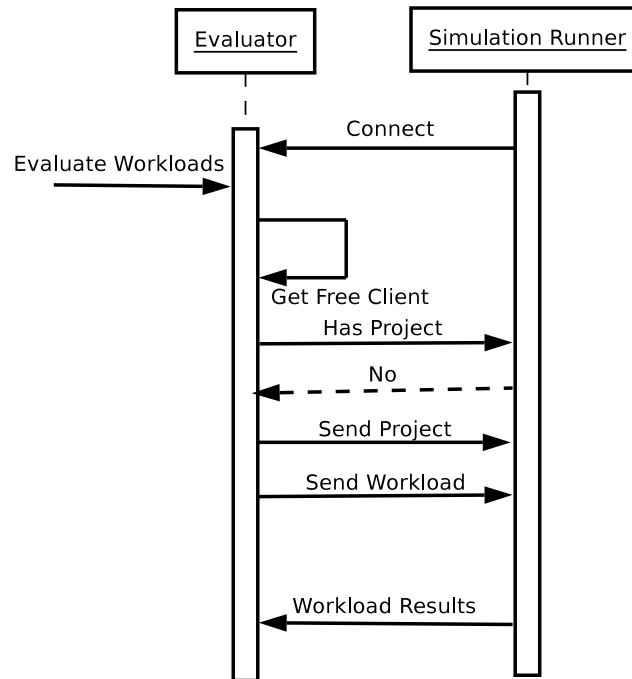 Evaluator
Simulation Runner
Connect
Evaluate Workloads
Get Free Client
Has Project
No
Send Project
Send Workload
Workload Results